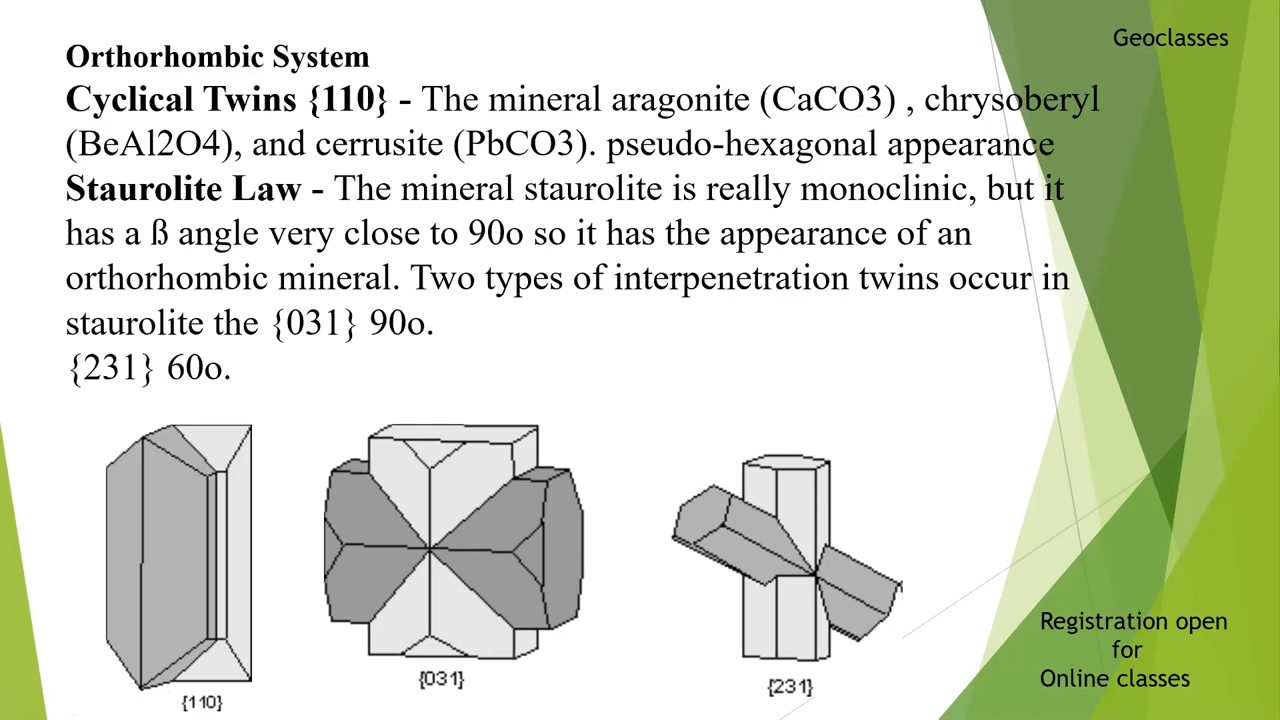 Geoclasses
Orthorhombic System
Cyclical Twins {110} - The mineral aragonite (CaCO3) , chrysoberyl
(BeAl2O4), and cerrusite (PbCO3). pseudo-hexagonal appearance
Staurolite Law - The mineral staurolite is really monoclinic, but it
has a ß angle very close to 90o so it has the appearance of an
orthorhombic mineral. Two types of interpenetration twins occur in
staurolite the {031} 90o.
{231} 60o.
{110}
{031}
{231}
Registration open
for
Online classes